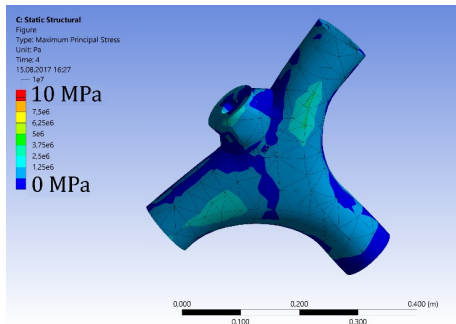 C: Static Structural
Figure
Type: Maximum Principal Stress
Unit: Pa
Time: 4
15.08.2017 16:27
1e7
10 MPa
7,5e6
6,25e6
5e6
3,75e6
2,5e6
1,25e6
0 MPa
0.000 0.200 0.400 (m)
0.100 0.300